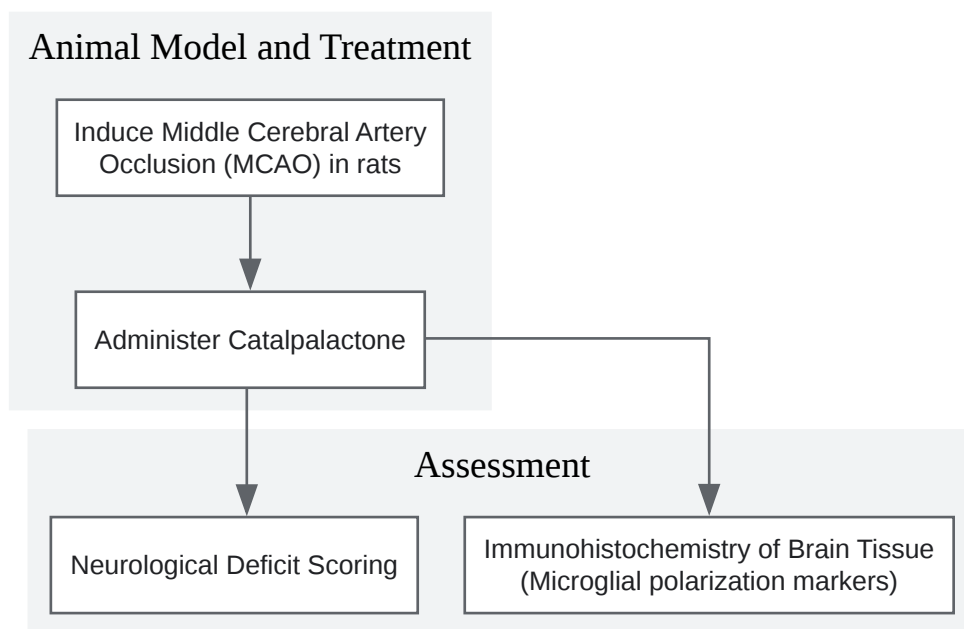 Animal Model and Treatment
Induce Middle Cerebral Artery
Occlusion (MCAO) in rats
Administer Catalpalactone
Assessment
Neurological Deficit Scoring
Immunohistochemistry of Brain Tissue
(Microglial polarization markers)